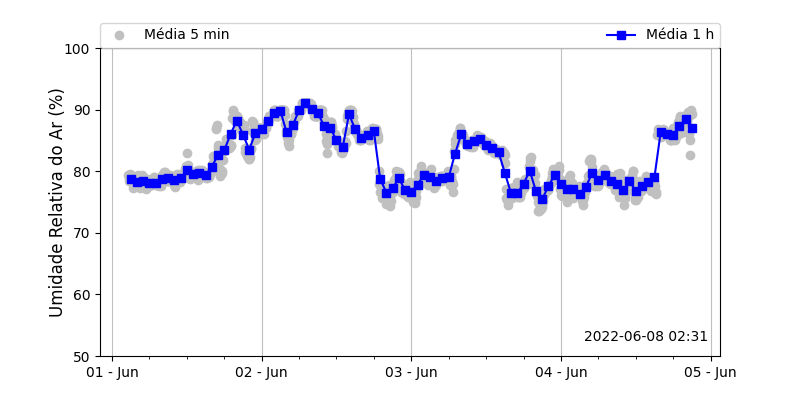 Média 5 min
Média 1 h
100
90
80
70
60
50
Umidade Relativa do Ar (%)
2022-06-08 02:31
01 - Jun
02 - Jun
03 - Jun
04 - Jun
05 - Jun